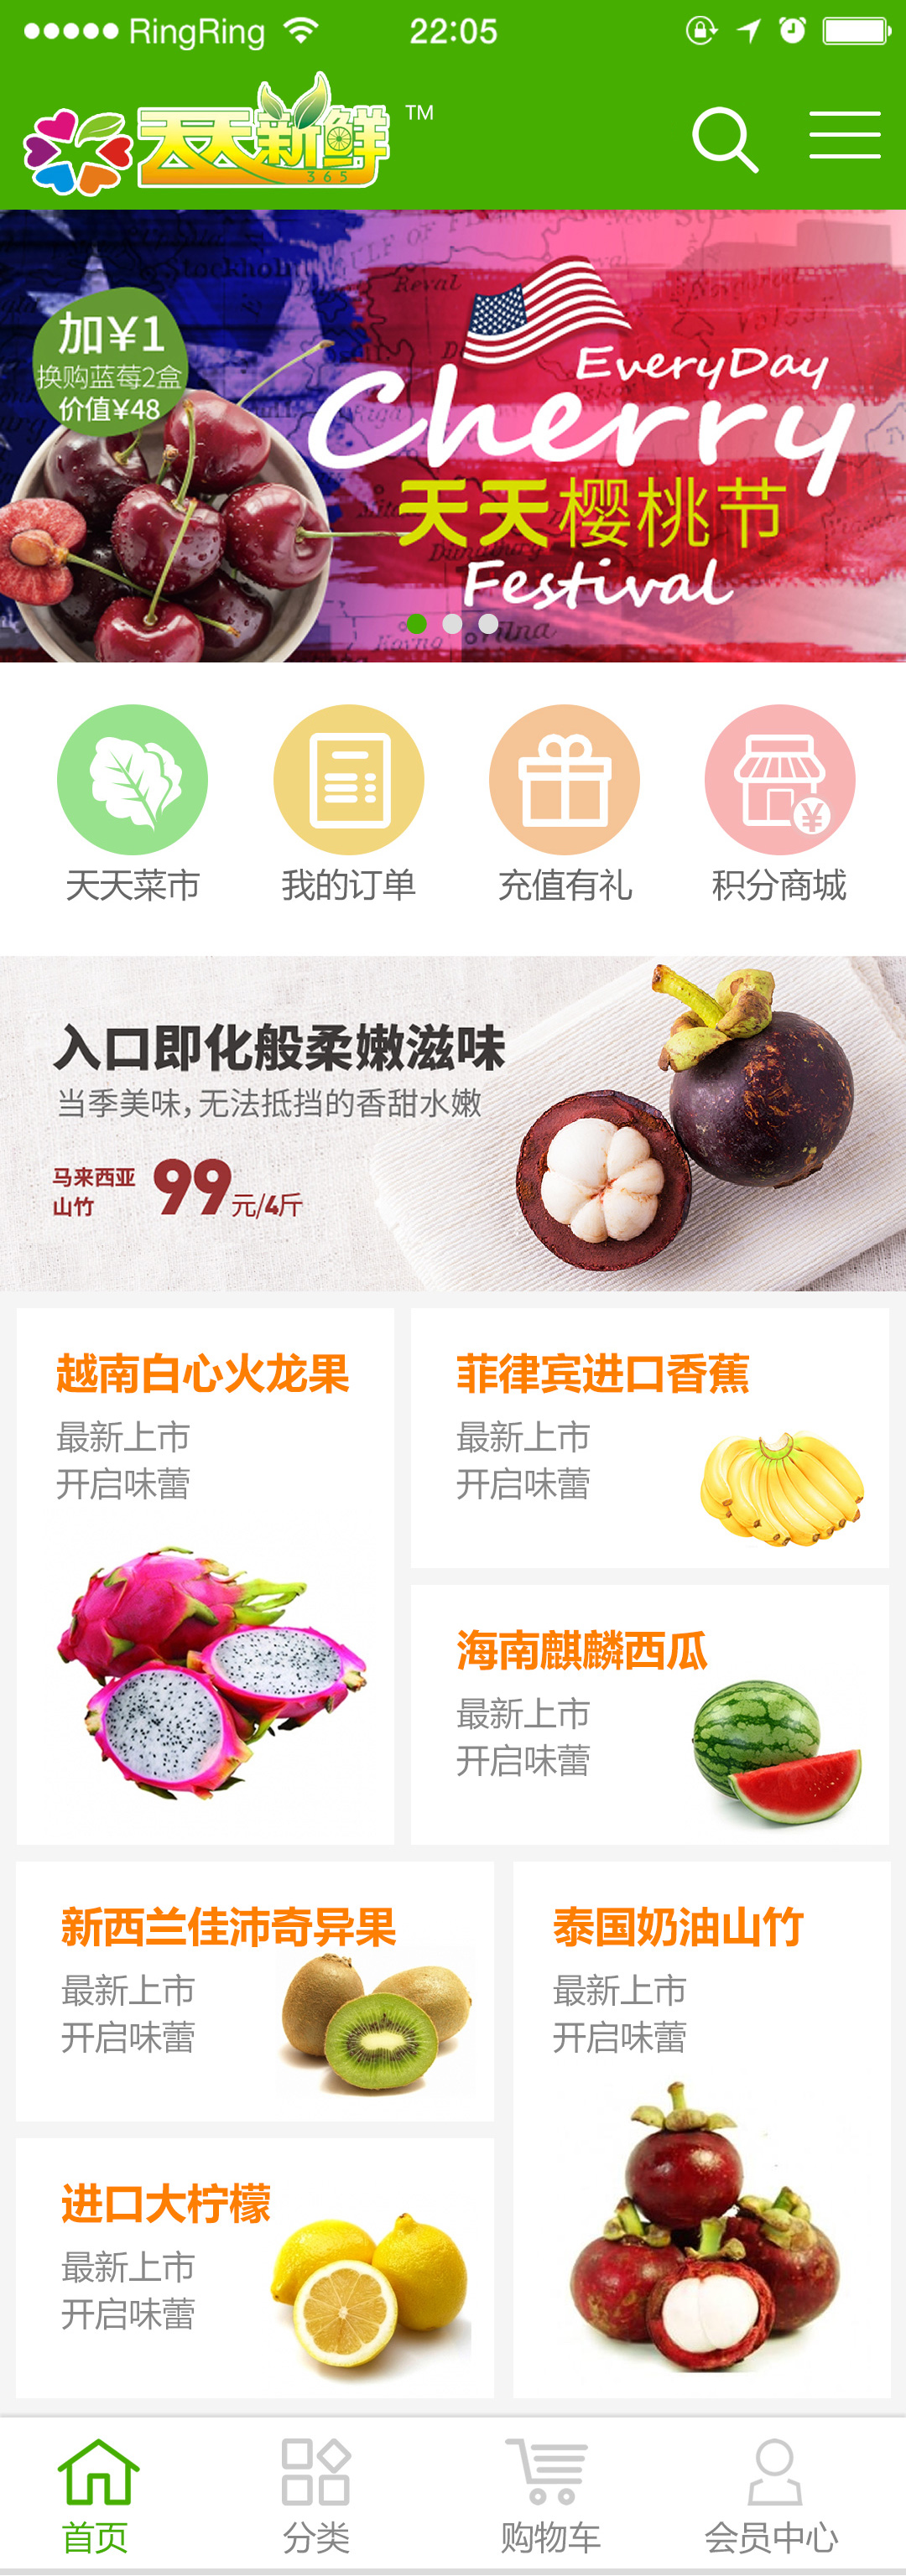 RingRing
22:05
天天新鲜
365
TM
加¥1
换购蓝莓2盒
价值¥48
EveryDay
Cherry
天天樱桃节
Festival
天天菜市
我的订单
充值有礼
积分商城
入口即化般柔嫩滋味
当季美味，无法抵挡的香甜水嫩
马来西亚
山竹
99元/4斤
越南白心火龙果
最新上市
开启味蕾
菲律宾进口香蕉
最新上市
开启味蕾
海南麒麟西瓜
最新上市
开启味蕾
新西兰佳沛奇异果
最新上市
开启味蕾
泰国奶油山竹
最新上市
开启味蕾
进口大柠檬
最新上市
开启味蕾
首页
分类
购物车
会员中心